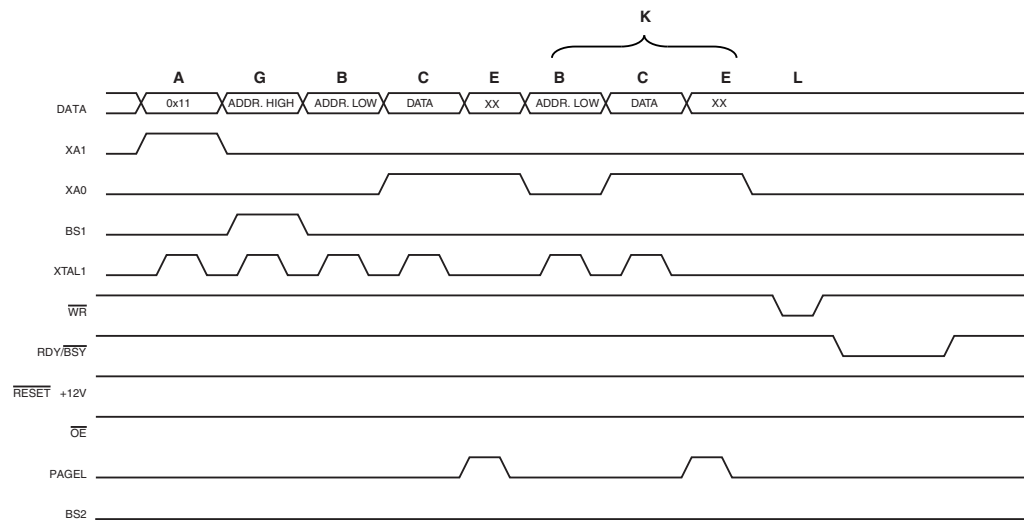 K
A G B C E B C E L
DATA 0x11 ADDR. HIGH ADDR. LOW DATA XX ADDR. LOW DATA XX
XA1
XA0
BS1
XTAL1
WR
RDY/BSY
RESET +12V
OE
PAGEL
BS2